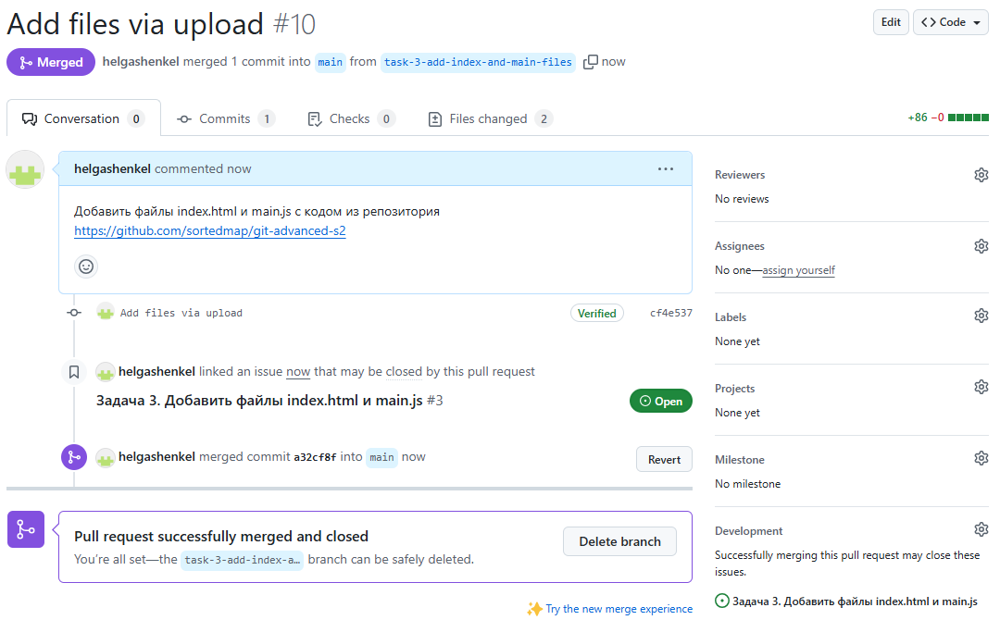 Add files via upload #10
Edit
Code
Merged
helgashenkel merged 1 commit into main from task-3-add-index-and-main-files now
Conversation 0
Commits 1
Checks 0
Files changed 2
+86 −0
helgashenkel commented now
Добавить файлы index.html и main.js с кодом из репозитория
https://github.com/sortedmap/git-advanced-s2
Add files via upload
Verified
cf4e537
helgashenkel linked an issue now that may be closed by this pull request
Задача 3. Добавить файлы index.html и main.js #3
Open
helgashenkel merged commit a32cf8f into main now
Revert
Pull request successfully merged and closed
You're all set—the task-3-add-index-a… branch can be safely deleted.
Delete branch
Try the new merge experience
Reviewers
No reviews
Assignees
No one—assign yourself
Labels
None yet
Projects
None yet
Milestone
No milestone
Development
Successfully merging this pull request may close these
issues.
Задача 3. Добавить файлы index.html и main.js